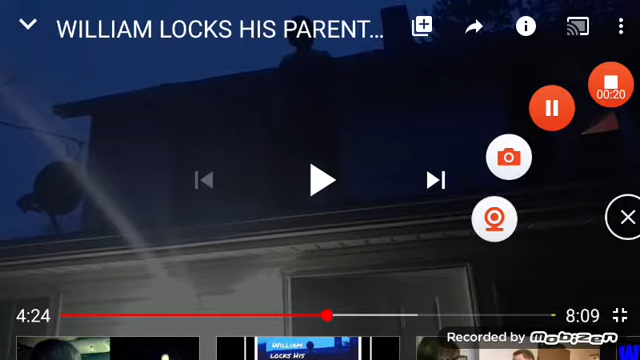 WILLIAM LOCKS HIS PARENT...
00:20
4:24
8:09
Recorded by mobizen
WILLIAM
LOCKS HIS
W